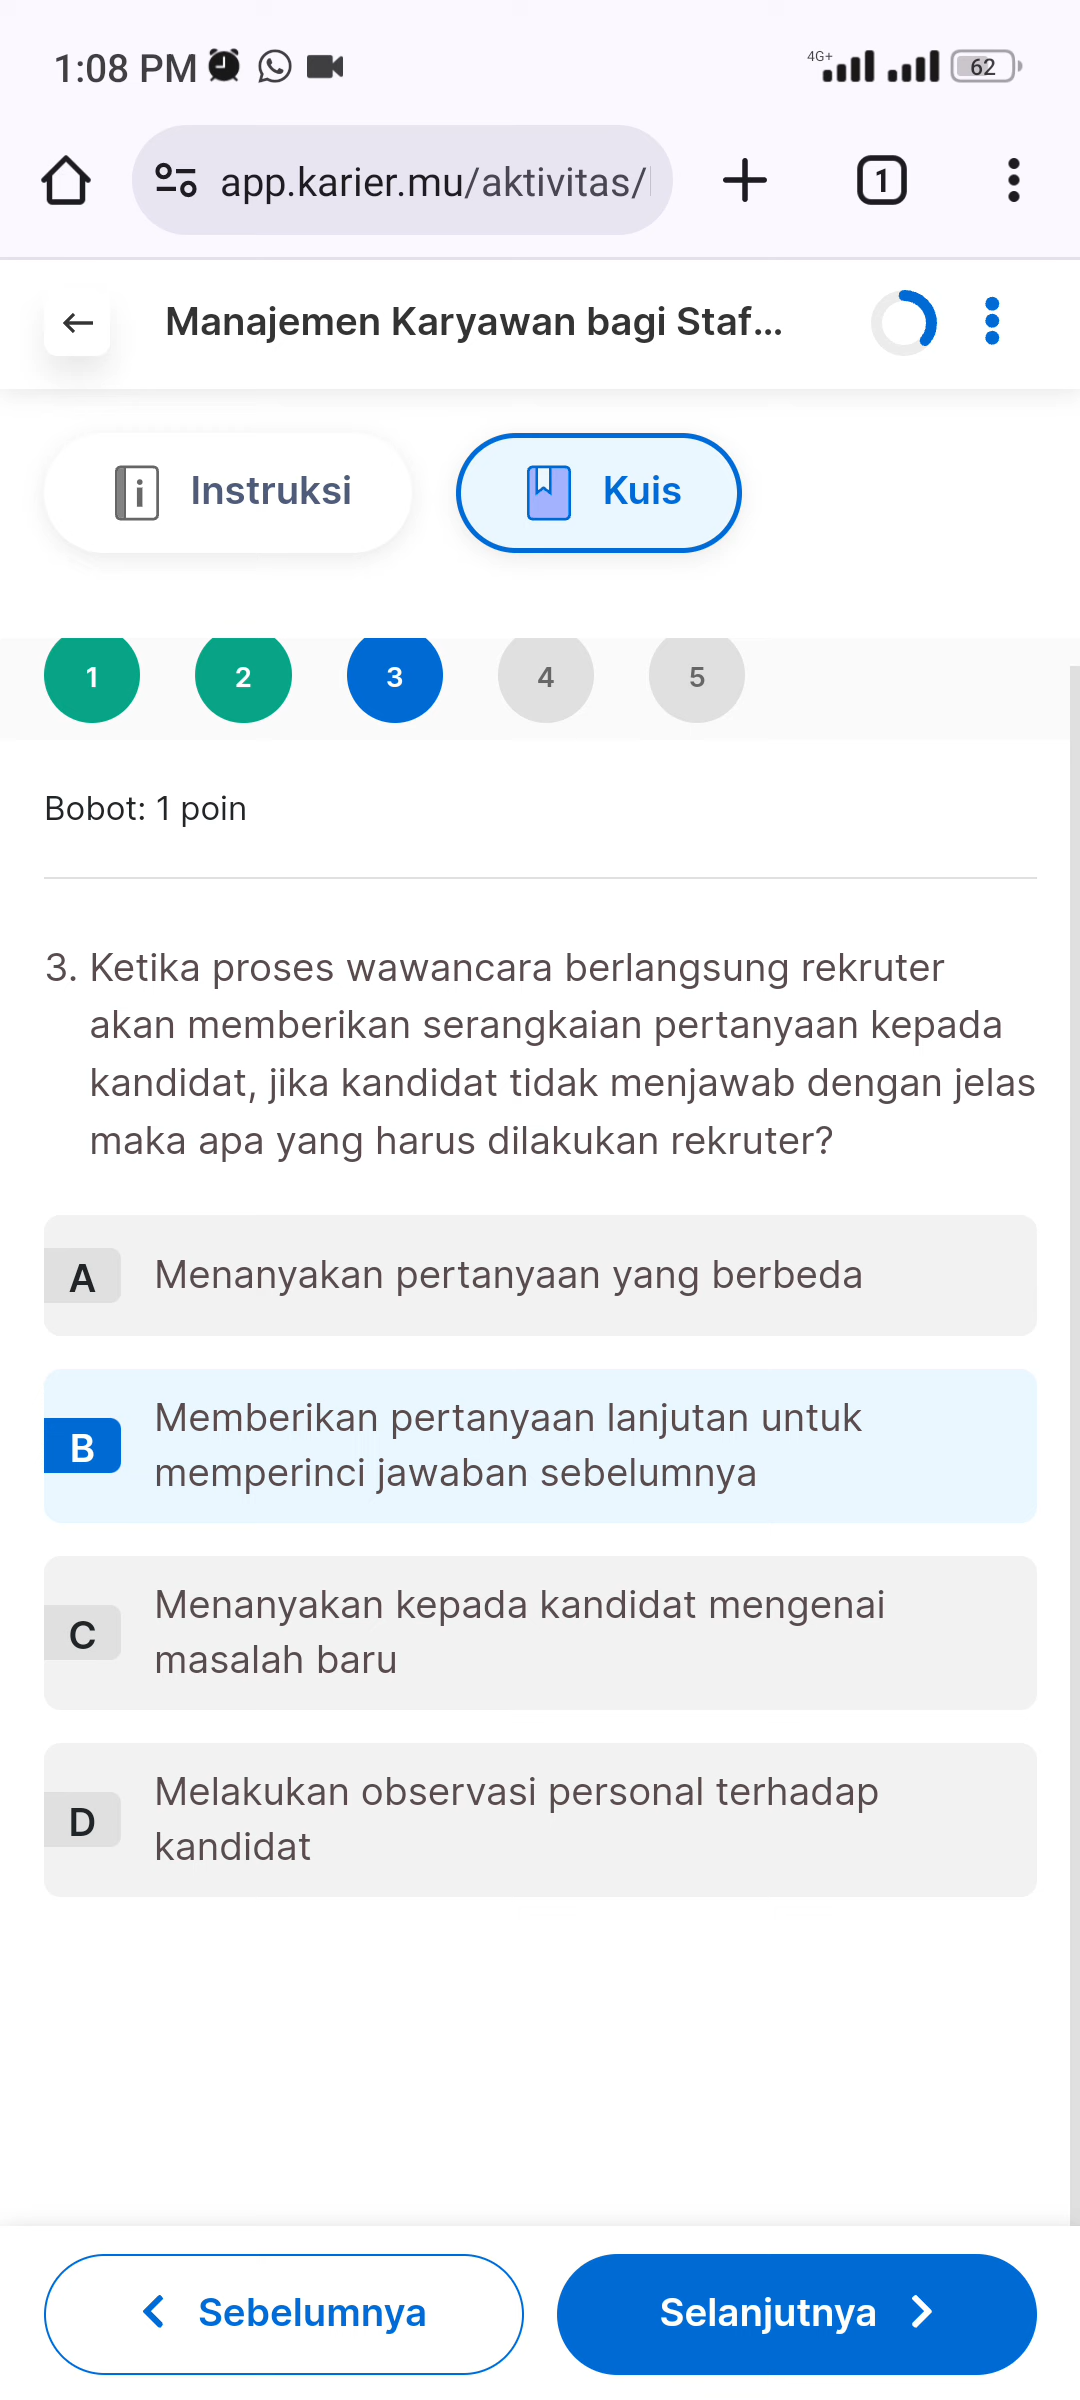 1:08 PM
4G+
62
app.karier.mu/aktivitas/
1
Manajemen Karyawan bagi Staf...
Instruksi
Kuis
1 2 3 4 5
Bobot: 1 poin
3. Ketika proses wawancara berlangsung rekruter
akan memberikan serangkaian pertanyaan kepada
kandidat, jika kandidat tidak menjawab dengan jelas
maka apa yang harus dilakukan rekruter?
A Menanyakan pertanyaan yang berbeda
B Memberikan pertanyaan lanjutan untuk
memperinci jawaban sebelumnya
C Menanyakan kepada kandidat mengenai
masalah baru
D Melakukan observasi personal terhadap
kandidat
Sebelumnya
Selanjutnya